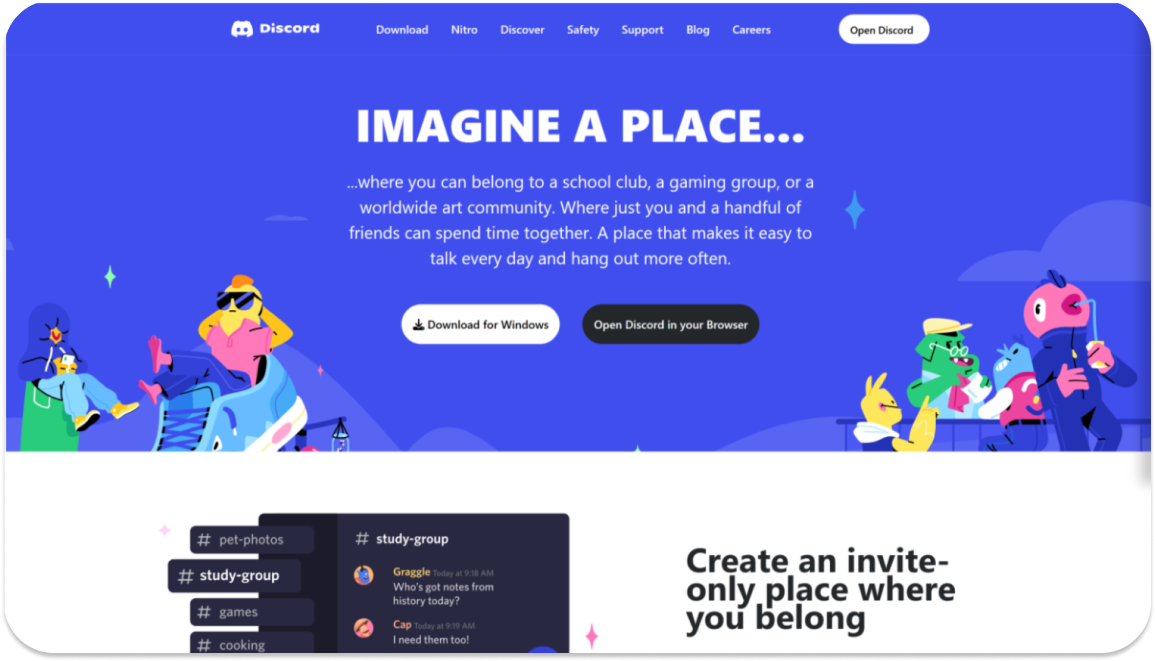 Discord
Download Nitro Discover Safety Support Blog Careers
Open Discord
IMAGINE A PLACE...
...where you can belong to a school club, a gaming group, or a
worldwide art community. Where just you and a handful of
friends can spend time together. A place that makes it easy to
talk every day and hang out more often.
Download for Windows
Open Discord in your Browser
# pet-photos
# study-group
# games
# cooking
# study-group
Graggle Today at 9:18 AM
Who's got notes from
history today?
Cap Today at 9:19 AM
I need them too!
Create an invite-
only place where
you belong